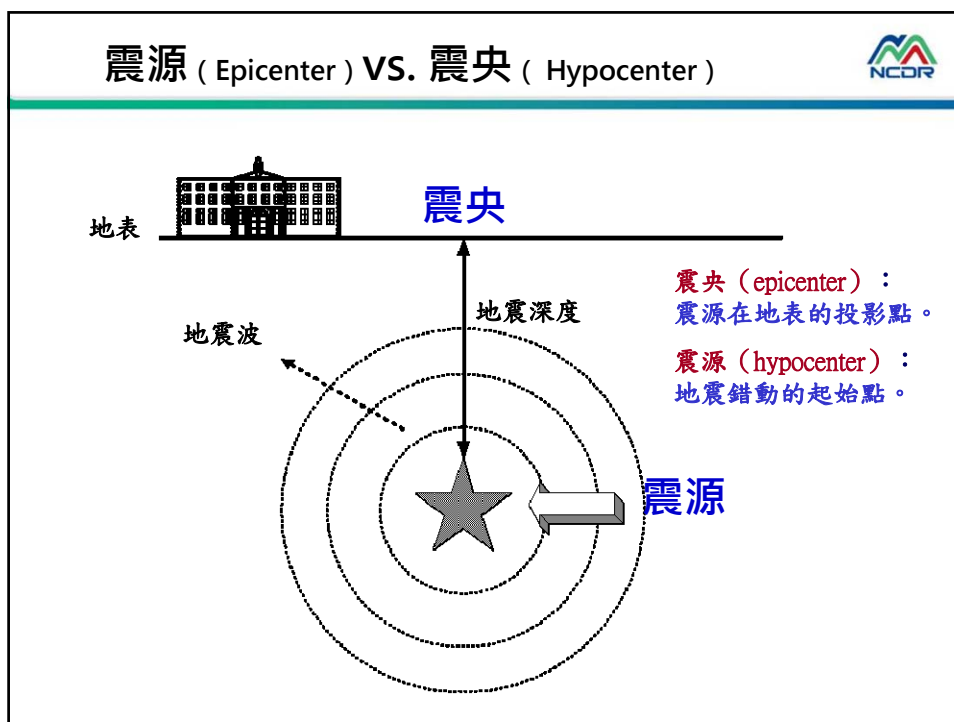 震源 ( Epicenter ) VS. 震央 ( Hypocenter )
NCDR
震央
地表
震央（epicenter）：
震源在地表的投影點。
地震深度
地震波
震源（hypocenter）：
地震錯動的起始點。
震源